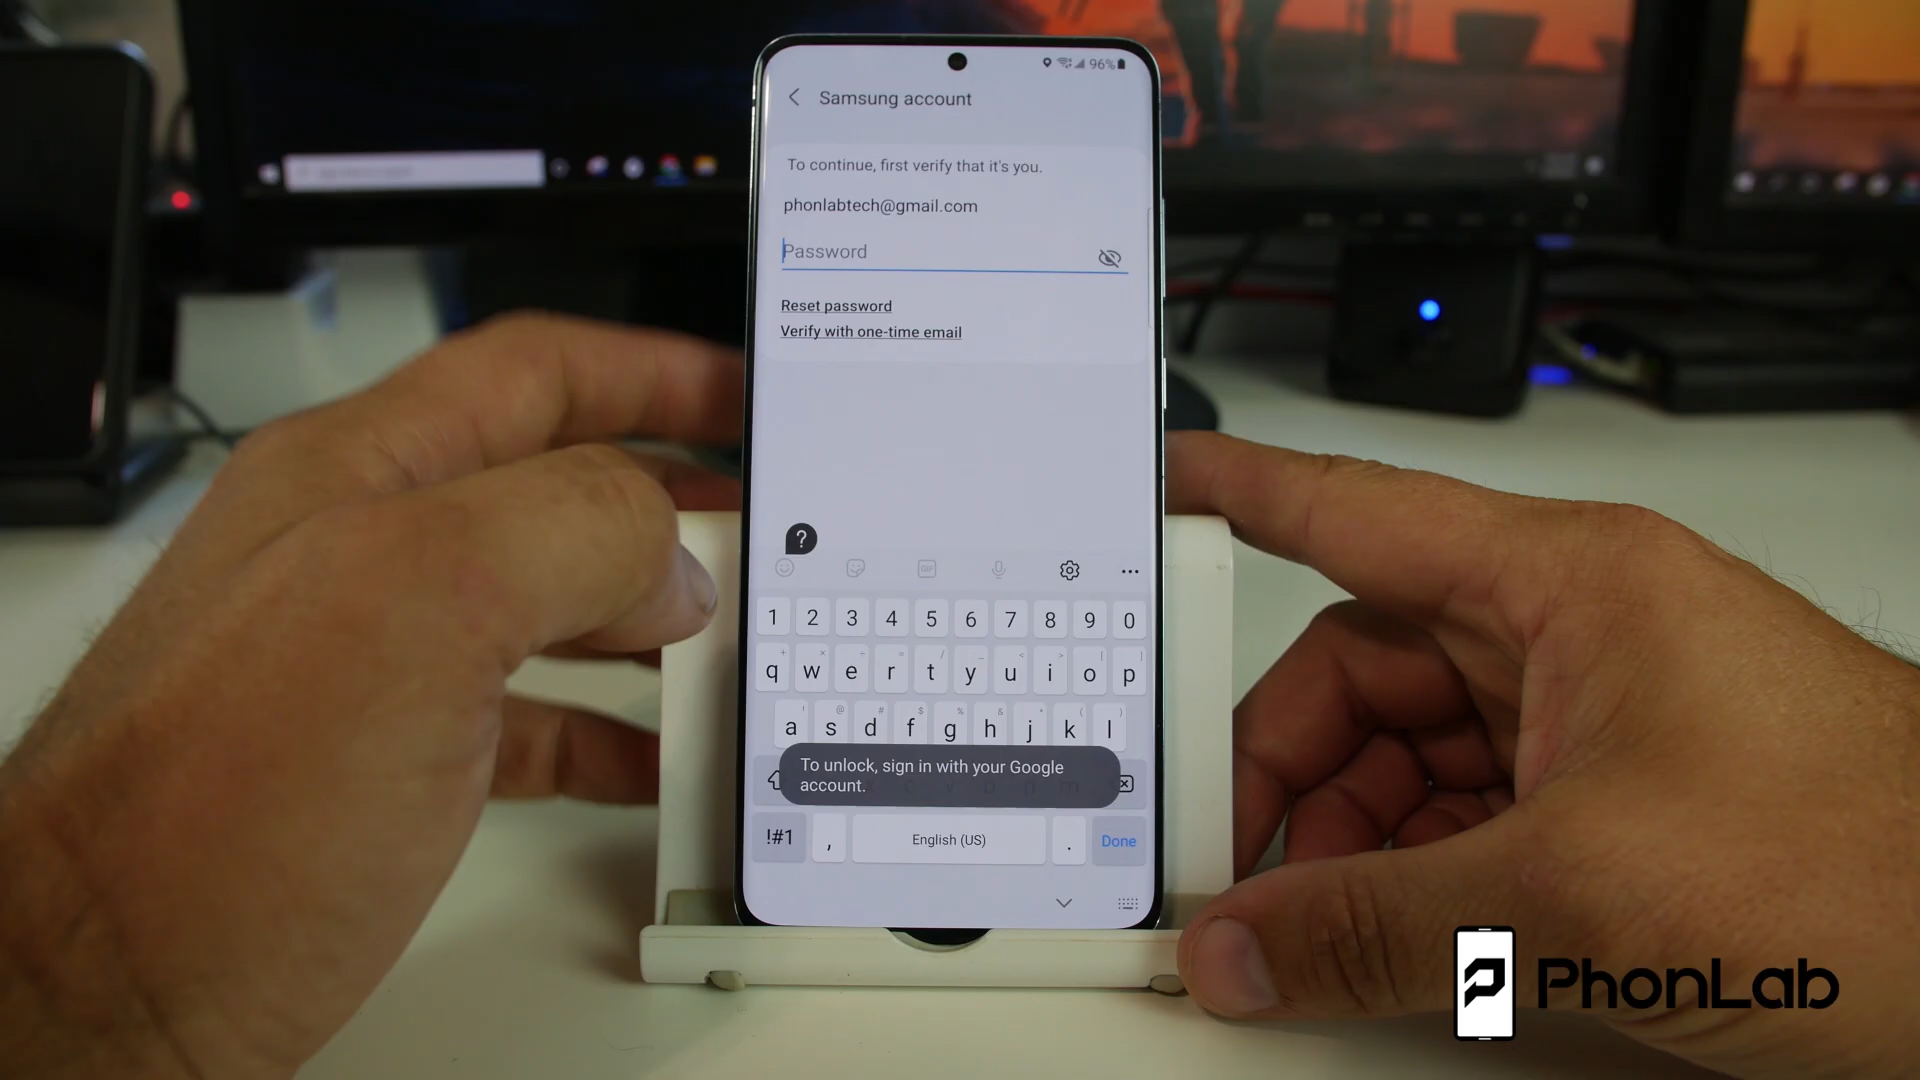 96%
Samsung account
To continue, first verify that it's you.
phonlabtech@gmail.com
Password
Reset password
Verify with one-time email
?
GIF
1 2 3 4 5 6 7 8 9 0
q w e r t y u i o p
a s d f g h j k l
To unlock, sign in with your Google
account.
!#1 , English (US) . Done
PhonLab